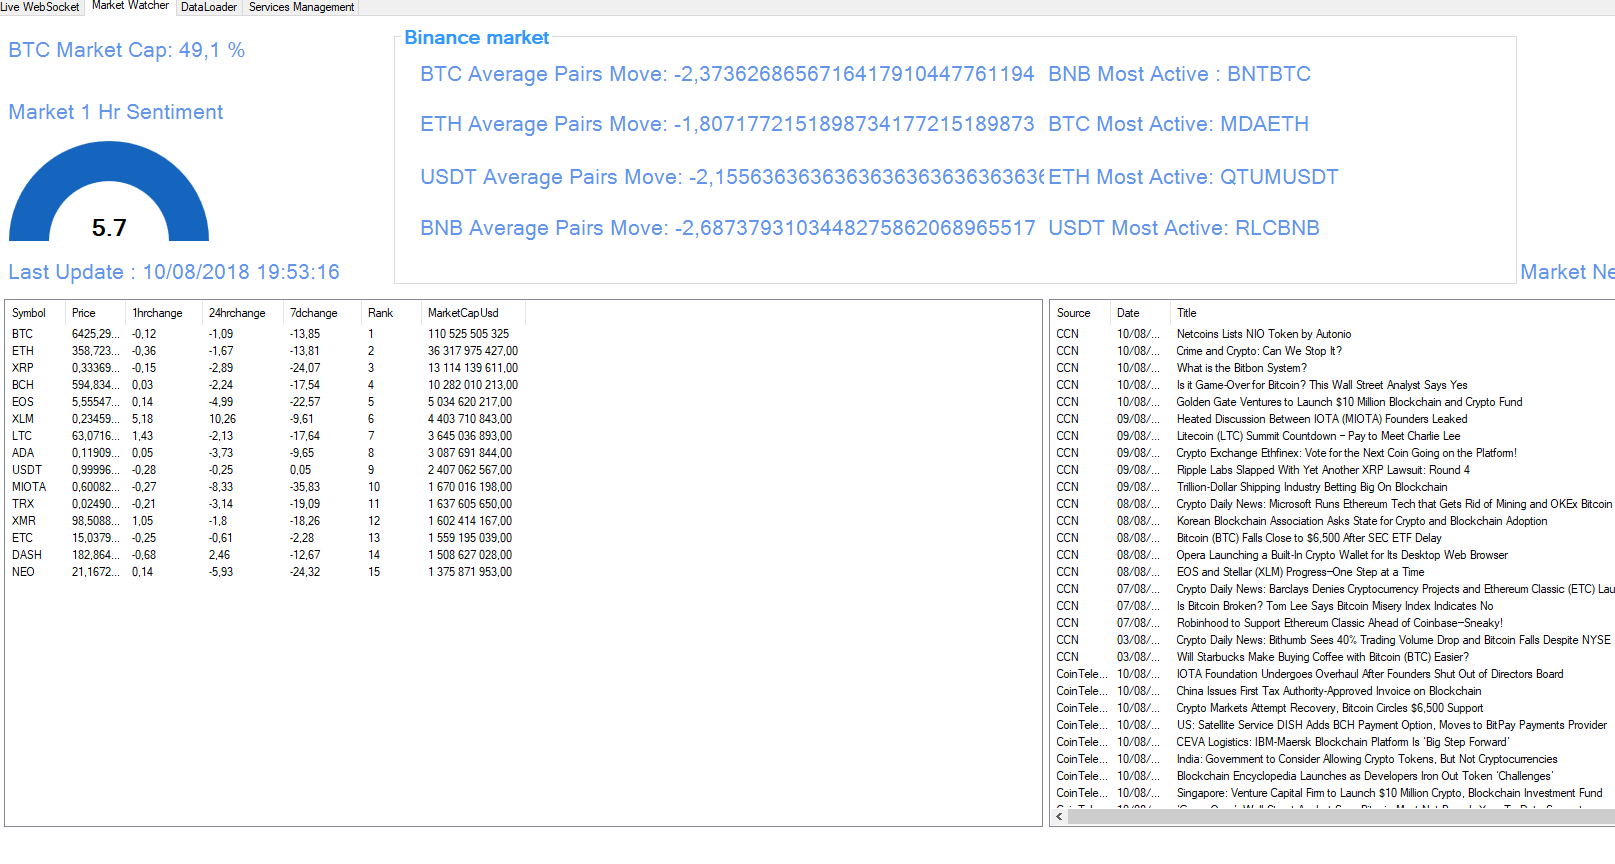 Live WebSocket Market Watcher DataLoader Services Management
BTC Market Cap: 49,1 %
Market 1 Hr Sentiment
5.7
Last Update : 10/08/2018 19:53:16
Binance market
BTC Average Pairs Move: -2,3736268656716417910447761194 BNB Most Active : BNTBTC
ETH Average Pairs Move: -1,8071772151898734177215189873 BTC Most Active: MDAETH
USDT Average Pairs Move: -2,155636363636363636363636363 ETH Most Active: QTUMUSDT
BNB Average Pairs Move: -2,6873793103448275862068965517 USDT Most Active: RLCBNB
Market Ne
Symbol Price 1hrchange 24hrchange 7dchange Rank MarketCapUsd
BTC 6425,29... -0,12 -1,09 -13,85 1 110 525 505 325
ETH 358,723... -0,36 -1,67 -13,81 2 36 317 975 427,00
XRP 0,33369... -0,15 -2,89 -24,07 3 13 114 139 611,00
BCH 594,834... 0,03 -2,24 -17,54 4 10 282 010 213,00
EOS 5,55547... 0,14 -4,99 -22,57 5 5 034 620 217,00
XLM 0,23459... 5,18 10,26 -9,61 6 4 403 710 843,00
LTC 63,0716... 1,43 -2,13 -17,64 7 3 645 036 893,00
ADA 0,11909... 0,05 -3,73 -9,65 8 3 087 691 844,00
USDT 0,99996... -0,28 -0,25 0,05 9 2 407 062 567,00
MIOTA 0,60082... -0,27 -8,33 -35,83 10 1 670 016 198,00
TRX 0,02490... -0,21 -3,14 -19,09 11 1 637 605 650,00
XMR 98,5088... 1,05 -1,8 -18,26 12 1 602 414 167,00
ETC 15,0379... -0,25 -0,61 -2,28 13 1 559 195 039,00
DASH 182,864... -0,68 2,46 -12,67 14 1 508 627 028,00
NEO 21,1672... 0,14 -5,93 -24,32 15 1 375 871 953,00
Source Date Title
CCN 10/08/... Netcoins Lists NIO Token by Autonio
CCN 10/08/... Crime and Crypto: Can We Stop It?
CCN 10/08/... What is the Bitbon System?
CCN 10/08/... Is it Game-Over for Bitcoin? This Wall Street Analyst Says Yes
CCN 10/08/... Golden Gate Ventures to Launch $10 Million Blockchain and Crypto Fund
CCN 09/08/... Heated Discussion Between IOTA (MIOTA) Founders Leaked
CCN 09/08/... Litecoin (LTC) Summit Countdown – Pay to Meet Charlie Lee
CCN 09/08/... Crypto Exchange Ethfinex: Vote for the Next Coin Going on the Platform!
CCN 09/08/... Ripple Labs Slapped With Yet Another XRP Lawsuit: Round 4
CCN 09/08/... Trillion-Dollar Shipping Industry Betting Big On Blockchain
CCN 08/08/... Crypto Daily News: Microsoft Runs Ethereum Tech that Gets Rid of Mining and OKEx Bitcoin
CCN 08/08/... Korean Blockchain Association Asks State for Crypto and Blockchain Adoption
CCN 08/08/... Bitcoin (BTC) Falls Close to $6,500 After SEC ETF Delay
CCN 08/08/... Opera Launching a Built-In Crypto Wallet for Its Desktop Web Browser
CCN 08/08/... EOS and Stellar (XLM) Progress—One Step at a Time
CCN 07/08/... Crypto Daily News: Barclays Denies Cryptocurrency Projects and Ethereum Classic (ETC) Lau
CCN 07/08/... Is Bitcoin Broken? Tom Lee Says Bitcoin Misery Index Indicates No
CCN 07/08/... Robinhood to Support Ethereum Classic Ahead of Coinbase—Sneaky!
CCN 03/08/... Crypto Daily News: Bithumb Sees 40% Trading Volume Drop and Bitcoin Falls Despite NYSE
CCN 03/08/... Will Starbucks Make Buying Coffee with Bitcoin (BTC) Easier?
CoinTele... 10/08/... IOTA Foundation Undergoes Overhaul After Founders Shut Out of Directors Board
CoinTele... 10/08/... China Issues First Tax Authority-Approved Invoice on Blockchain
CoinTele... 10/08/... Crypto Markets Attempt Recovery, Bitcoin Circles $6,500 Support
CoinTele... 10/08/... US: Satellite Service DISH Adds BCH Payment Option, Moves to BitPay Payments Provider
CoinTele... 10/08/... CEVA Logistics: IBM-Maersk Blockchain Platform Is 'Big Step Forward'
CoinTele... 10/08/... India: Government to Consider Allowing Crypto Tokens, But Not Cryptocurrencies
CoinTele... 10/08/... Blockchain Encyclopedia Launches as Developers Iron Out Token 'Challenges'
CoinTele... 10/08/... Singapore: Venture Capital Firm to Launch $10 Million Crypto, Blockchain Investment Fund